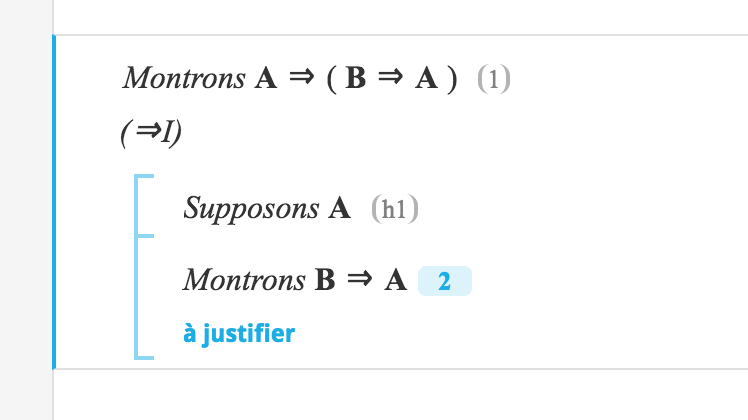 Montrons A ⇒ ( B ⇒ A ) (1)
(⇒I)
Supposons A (h1)
Montrons B ⇒ A 2
à justifier